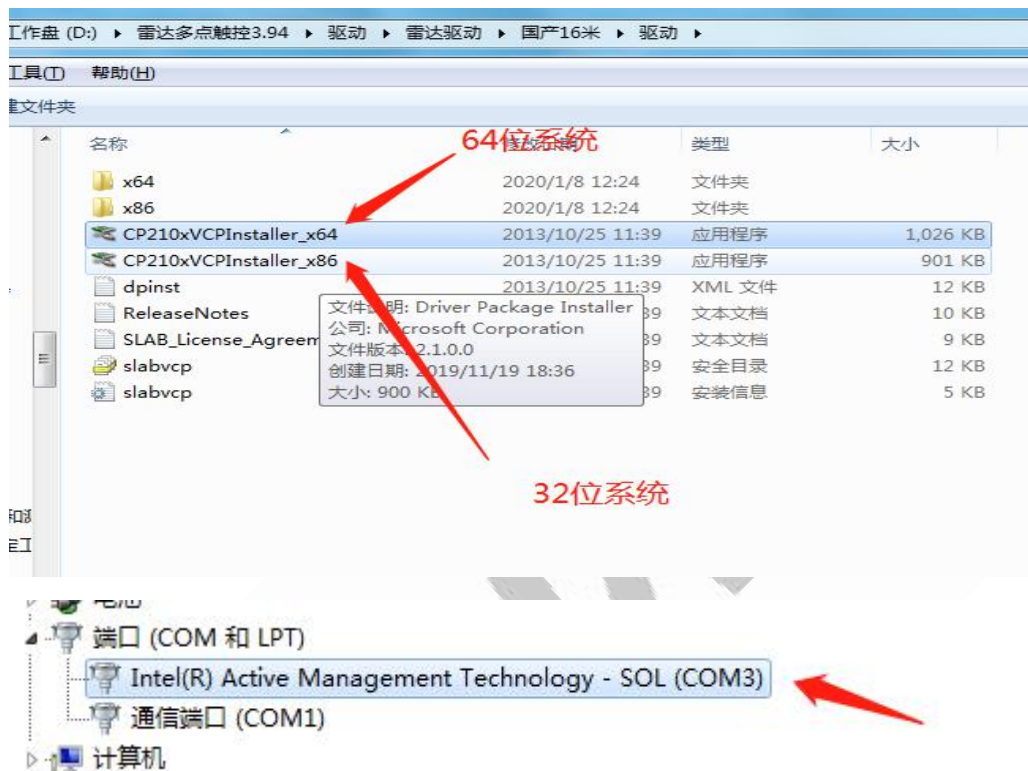 工作盘 (D:) ▸ 雷达多点触控3.94 ▸ 驱动 ▸ 雷达驱动 ▸ 国产16米 ▸ 驱动 ▸
工具(T) 帮助(H)
建文件夹
名称 类型 大小
64位系统
x64 2020/1/8 12:24 文件夹
x86 2020/1/8 12:24 文件夹
CP210xVCPInstaller_x64 2013/10/25 11:39 应用程序 1,026 KB
CP210xVCPInstaller_x86 2013/10/25 11:39 应用程序 901 KB
dpinst 2013/10/25 11:39 XML 文件 12 KB
ReleaseNotes 39 文本文档 10 KB
SLAB_License_Agreem 39 文本文档 9 KB
slabvcp 39 安全目录 12 KB
slabvcp 39 安装信息 5 KB
文件说明: Driver Package Installer
公司: Microsoft Corporation
文件版本: 2.1.0.0
创建日期: 2019/11/19 18:36
大小: 900 KB
32位系统
端口 (COM 和 LPT)
Intel(R) Active Management Technology - SOL (COM3)
通信端口 (COM1)
计算机